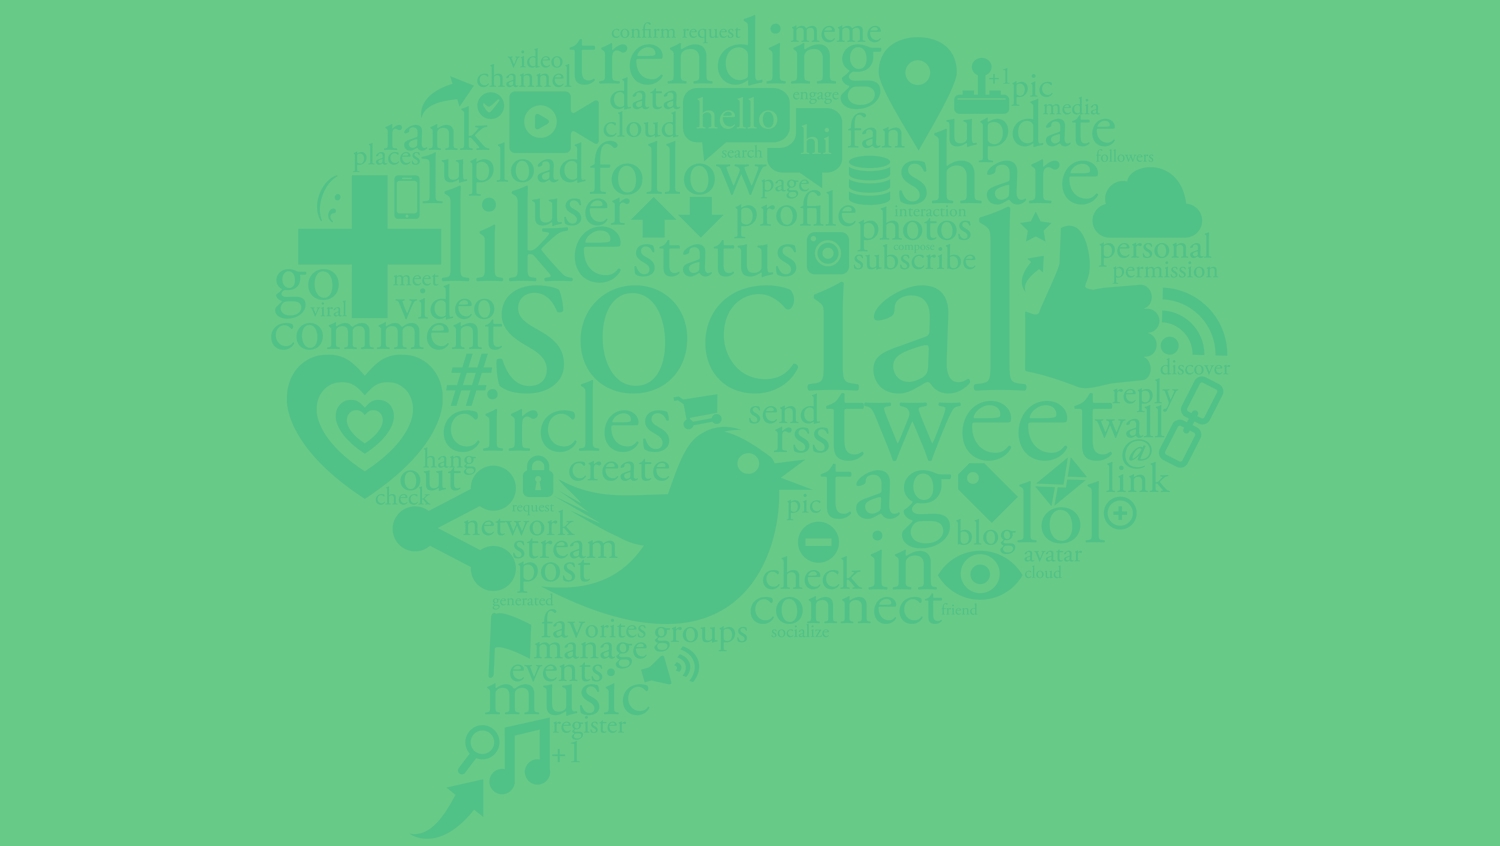 confirm request
meme
trending
video
channel
+1
pic
data
engage
media
hello
rank
cloud
hi
fan
update
places
search
followers
upload
follow
page
share
1
user
profile
interaction
photos
like
status
subscribe
personal
permission
go
meet
viral
video
social
comment
discover
#
circles
send
tweet
reply
rss
wall
@
hang
out
create
check
tag
link
pic
request
network
lol
blog
stream
in
avatar
post
check
cloud
generated
connect
friend
favorites
groups
socialize
manage
events
music
register
+1